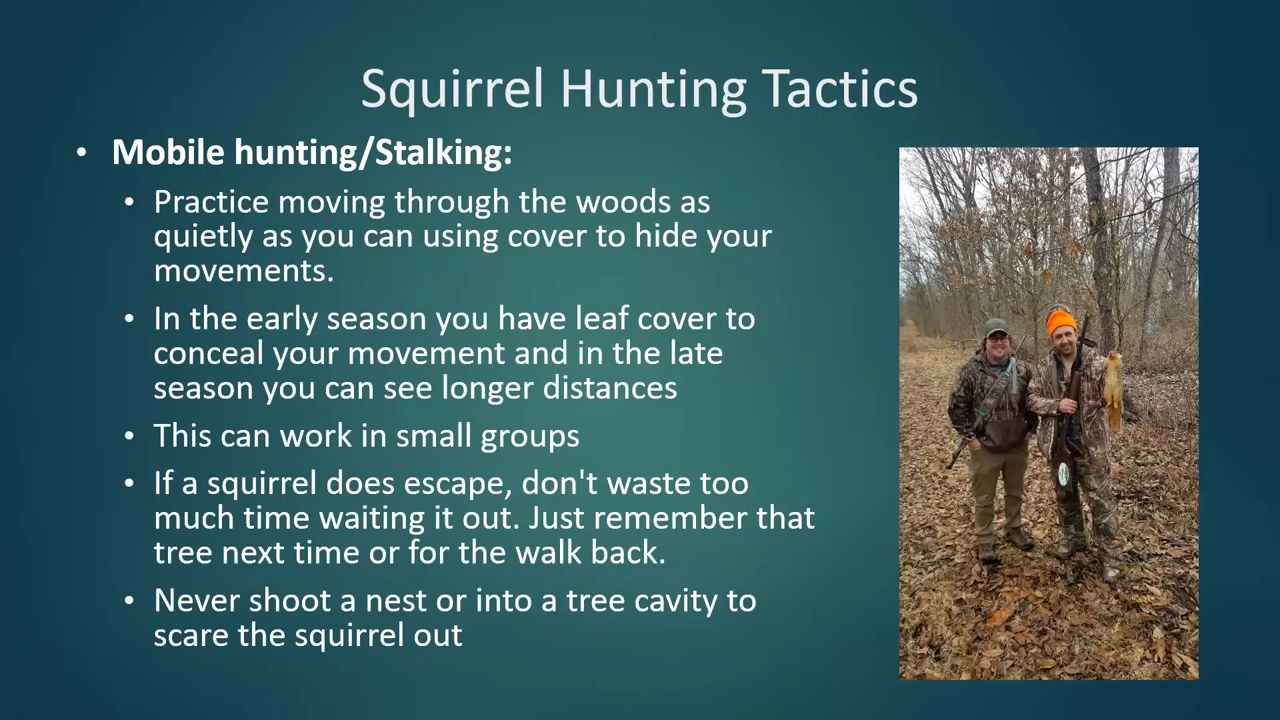 Squirrel Hunting Tactics
• Mobile hunting/Stalking:
• Practice moving through the woods as
quietly as you can using cover to hide your
movements.
• In the early season you have leaf cover to
conceal your movement and in the late
season you can see longer distances
• This can work in small groups
• If a squirrel does escape, don't waste too
much time waiting it out. Just remember that
tree next time or for the walk back.
• Never shoot a nest or into a tree cavity to
scare the squirrel out